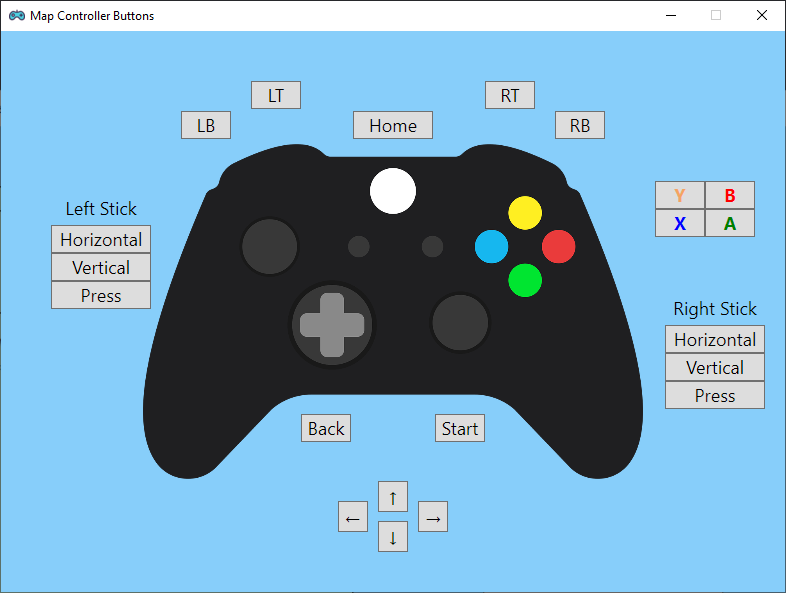 Map Controller Buttons
LT
RT
LB
Home
RB
Y B
X A
Left Stick
Horizontal
Vertical
Press
Right Stick
Horizontal
Vertical
Press
Back
Start
↑
← →
↓